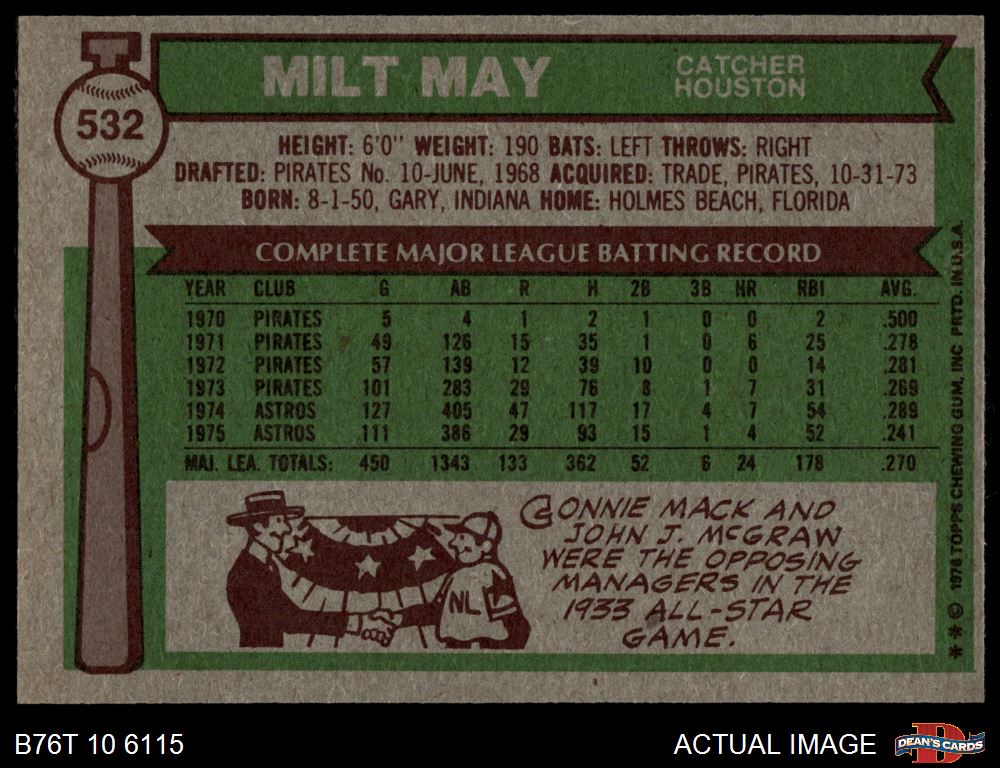 MILT MAY
CATCHER
HOUSTON
532
HEIGHT: 6'0" WEIGHT: 190 BATS: LEFT THROWS: RIGHT
DRAFTED: PIRATES No. 10-JUNE, 1968 ACQUIRED: TRADE, PIRATES, 10-31-73
BORN: 8-1-50, GARY, INDIANA HOME: HOLMES BEACH, FLORIDA
COMPLETE MAJOR LEAGUE BATTING RECORD
YEAR CLUB G AB R H 2B 3B HR RBI AVG.
1970 PIRATES 5 4 1 2 1 0 0 2 .500
1971 PIRATES 49 126 15 35 1 0 6 25 .278
1972 PIRATES 57 139 12 39 10 0 0 14 .281
1973 PIRATES 101 283 29 76 8 1 7 31 .269
1974 ASTROS 127 405 47 117 17 4 7 54 .289
1975 ASTROS 111 386 29 93 15 1 4 52 .241
MAJ. LEA. TOTALS: 450 1343 133 362 52 6 24 178 .270
CONNIE MACK AND
JOHN J. McGRAW
WERE THE OPPOSING
MANAGERS IN THE
1933 ALL-STAR
GAME.
NL
* * © 1976 TOPPS CHEWING GUM, INC PRTD. IN U.S.A.
B76T 10 6115
ACTUAL IMAGE
D
DEAN'S CARDS